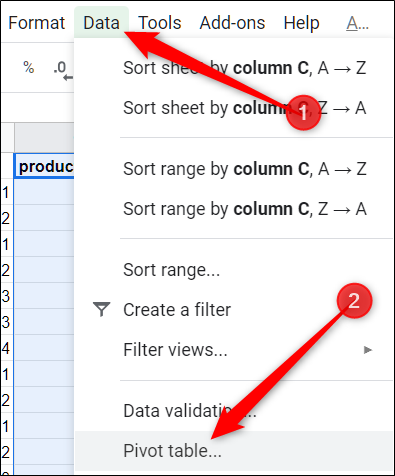 Format Data Tools Add-ons Help A...
% .0
Sort sheet by column C, A → Z
1
Sort sheet by column C, Z → A
produc
1
Sort range by column C, A → Z
2
Sort range by column C, Z → A
1
2
Sort range...
3
2
Create a filter
3
4
Filter views...
1
2
Data validation...
1
2
Pivot table...